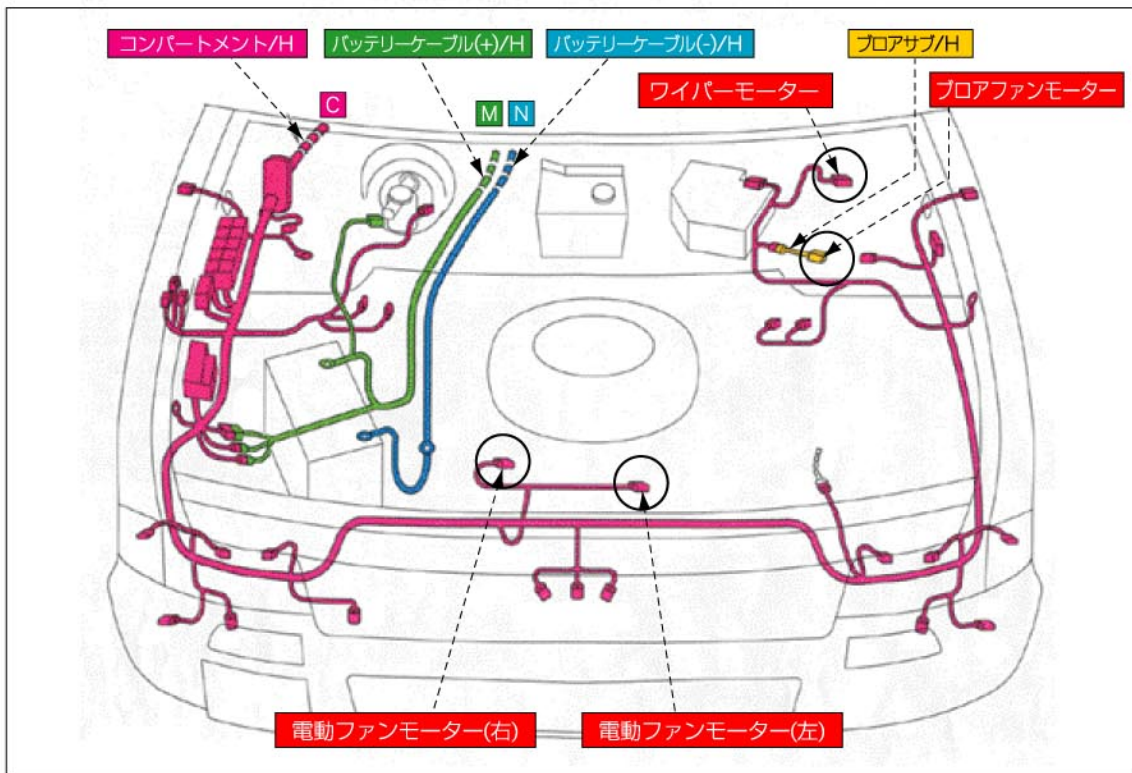 コンパートメント/H
バッテリーケーブル(+)/H
バッテリーケーブル(-)/H
ブロアサブ/H
ワイパーモーター
ブロアファンモーター
C
M
N
電動ファンモーター(右)
電動ファンモーター(左)